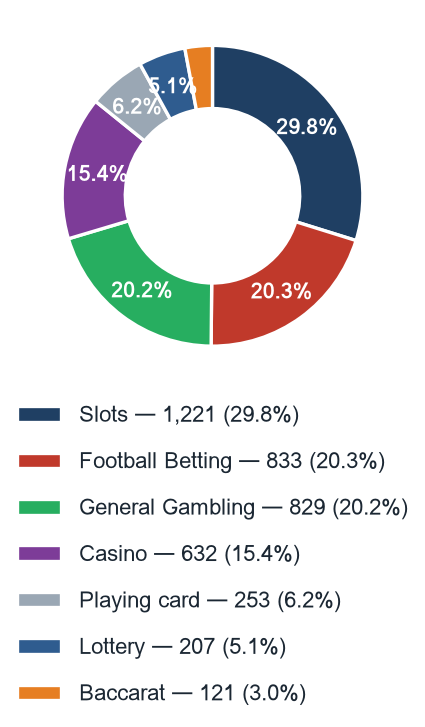 5.1%
6.2%
29.8%
15.4%
20.2%
20.3%
Slots — 1,221 (29.8%)
Football Betting — 833 (20.3%)
General Gambling — 829 (20.2%)
Casino — 632 (15.4%)
Playing card — 253 (6.2%)
Lottery — 207 (5.1%)
Baccarat — 121 (3.0%)